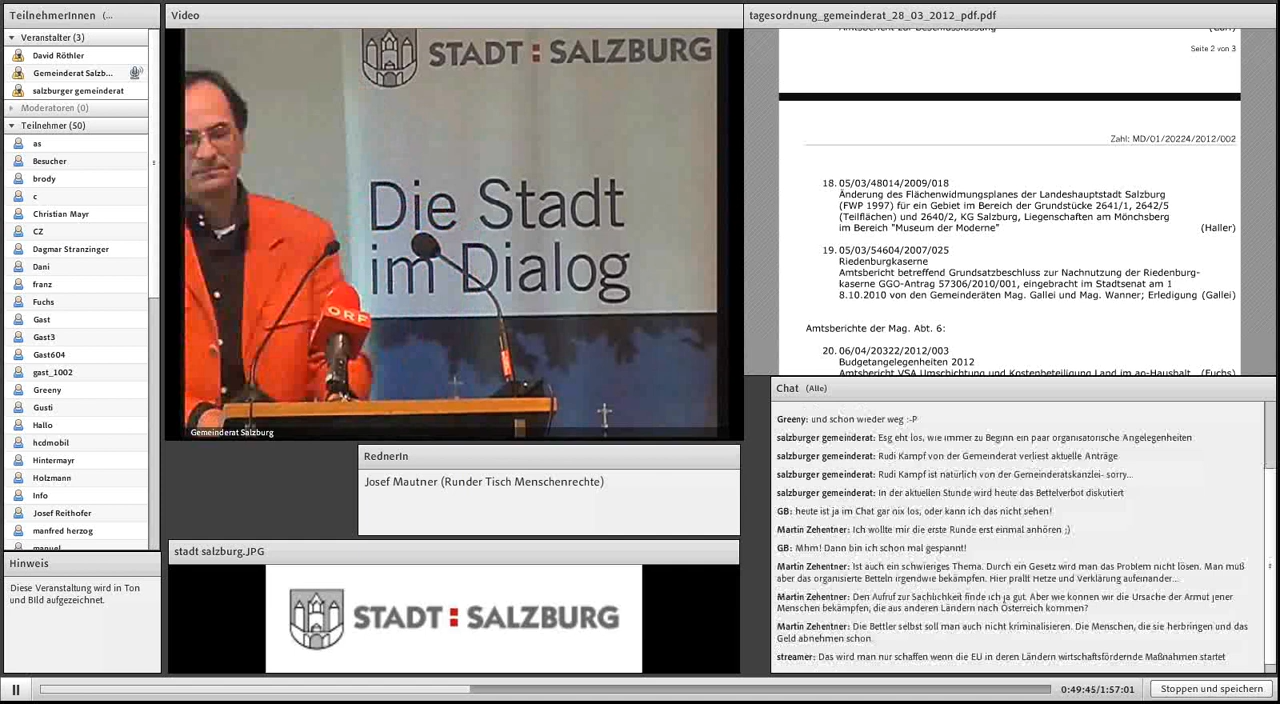 TeilnehmerInnen (...
Veranstalter (3)
David Röthler
Gemeinderat Salzb...
salzburger gemeinderat
Moderatoren (0)
Teilnehmer (50)
as
Besucher
brody
c
Christian Mayr
CZ
Dagmar Stranzinger
Dani
franz
Fuchs
Gast
Gast3
Gast604
gast_1002
Greeny
Gusti
Hallo
hcdmobil
Hintermayr
Holzmann
Info
Josef Reithofer
manfred herzog
manuel
Hinweis
Diese Veranstaltung wird in Ton
und Bild aufgezeichnet.
Video
STADT : SALZBURG
Die Stadt
im Dialog
ORF
Gemeinderat Salzburg
RednerIn
Josef Mautner (Runder Tisch Menschenrechte)
stadt salzburg.JPG
STADT : SALZBURG
tagesordnung_gemeinderat_28_03_2012_pdf.pdf
Amtsbericht zur Beschlussfassung (Carl)
Seite 2 von 3
Zahl: MD/01/20224/2012/002
18. 05/03/48014/2009/018
Änderung des Flächenwidmungsplanes der Landeshauptstadt Salzburg
(FWP 1997) für ein Gebiet im Bereich der Grundstücke 2641/1, 2642/5
(Teilflächen) und 2640/2, KG Salzburg, Liegenschaften am Mönchsberg
im Bereich "Museum der Moderne" (Haller)
19. 05/03/54604/2007/025
Riedenburgkaserne
Amtsbericht betreffend Grundsatzbeschluss zur Nachnutzung der Riedenburg-
kaserne GGO-Antrag 57306/2010/001, eingebracht im Stadtsenat am 1
8.10.2010 von den Gemeinderäten Mag. Gallei und Mag. Wanner; Erledigung (Gallei)
Amtsberichte der Mag. Abt. 6:
20. 06/04/20322/2012/003
Budgetangelegenheiten 2012
Amtsbericht VSA Umschichtung und Kostenbeteiligung Land im ao-Haushalt (Fuchs)
Chat (Alle)
Greeny: und schon wieder weg :-P
salzburger gemeinderat: Esg eht los, wie immer zu Beginn ein paar organisatorische Angelegenheiten
salzburger gemeinderat: Rudi Kampf von der Gemeinderat verliest aktuelle Anträge
salzburger gemeinderat: Rudi Kampf ist natürlich von der Gemeinderatskanzlei- sorry...
salzburger gemeinderat: In der aktuellen Stunde wird heute das Bettelverbot diskutiert
GB: heute ist ja im Chat gar nix los, oder kann ich das nicht sehen!
Martin Zehentner: Ich wollte mir die erste Runde erst einmal anhören ;)
GB: Mhm! Dann bin ich schon mal gespannt!
Martin Zehentner: Ist auch ein schwieriges Thema. Durch ein Gesetz wird man das Problem nicht lösen. Man muß
aber das organisierte Betteln irgendwie bekämpfen. Hier prallt Hetze und Verklärung aufeinander...
Martin Zehentner: Den Aufruf zur Sachlichkeit finde ich ja gut. Aber wie können wir die Ursache der Armut jener
Menschen bekämpfen, die aus anderen Ländern nach Österreich kommen?
Martin Zehentner: Die Bettler selbst soll man auch nicht kriminalisieren. Die Menschen, die sie herbringen und das
Geld abnehmen schon.
streamer: Das wird man nur schaffen wenn die EU in deren Ländern wirtschaftsfördernde Maßnahmen startet
0:49:45/1:57:01
Stoppen und speichern